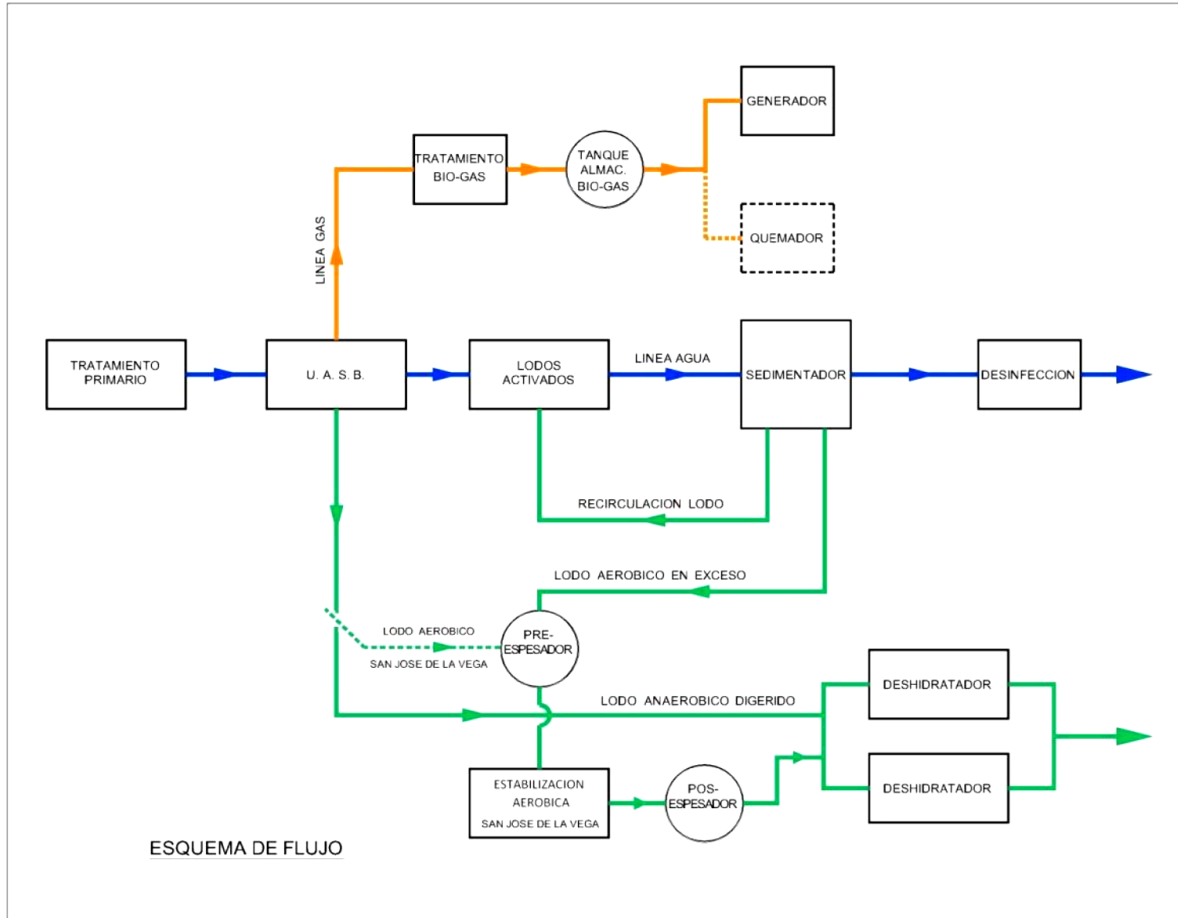 GENERADOR
TRATAMIENTO
BIO-GAS
TANQUE
ALMAC.
BIO-GAS
QUEMADOR
LINEA GAS
TRATAMIENTO
PRIMARIO
U. A. S. B.
LODOS
ACTIVADOS
LINEA AGUA
SEDIMENTADOR
DESINFECCION
RECIRCULACION LODO
LODO AEROBICO EN EXCESO
LODO AEROBICO
SAN JOSE DE LA VEGA
PRE-
ESPESADOR
LODO ANAEROBICO DIGERIDO
DESHIDRATADOR
DESHIDRATADOR
ESTABILIZACION
AEROBICA
SAN JOSE DE LA VEGA
POS-
ESPESADOR
ESQUEMA DE FLUJO